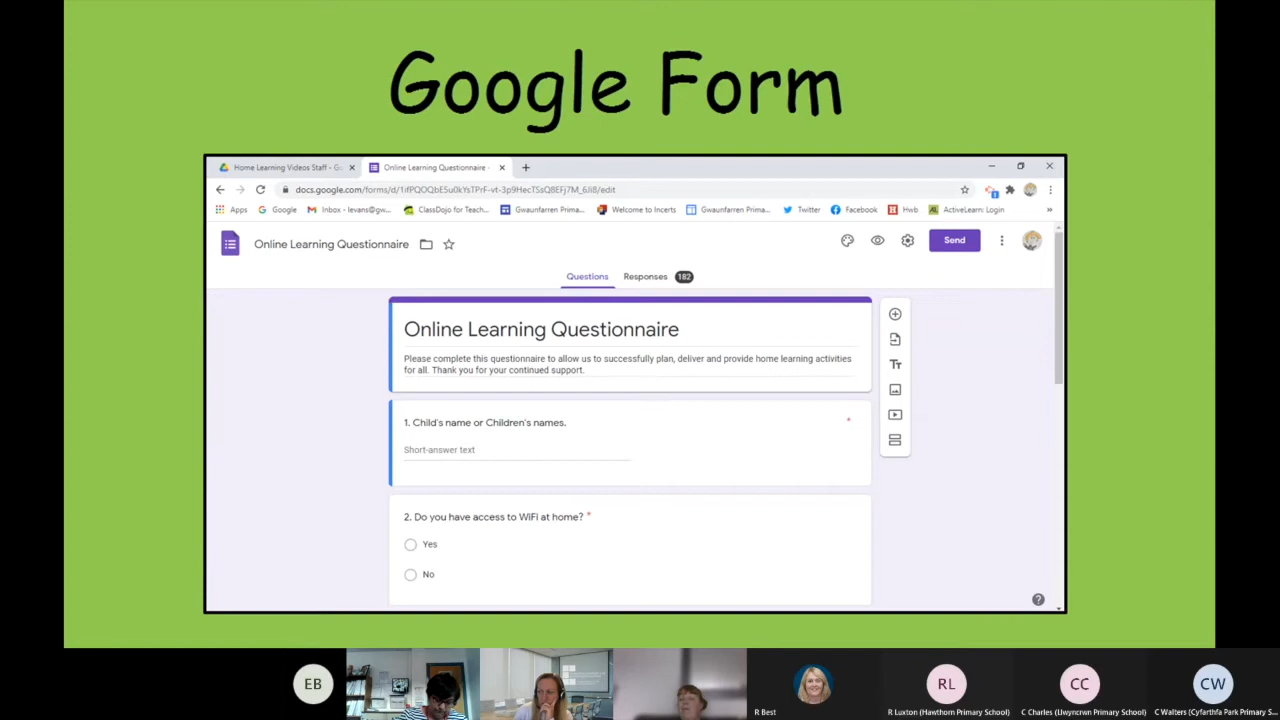 Google Form
Home Learning Videos Staff - Go
Online Learning Questionnaire -
docs.google.com/forms/d/1ifPQOQbE5u0kYsTPrF-vt-3p9HecTSsQ8EFj7M_6Ji8/edit
Apps
Google
Inbox - levans@gw...
ClassDojo for Teach...
Gwaunfarren Prima...
Welcome to Incerts
Gwaunfarren Prima...
Twitter
Facebook
Hwb
ActiveLearn: Login
Online Learning Questionnaire
Send
Questions
Responses 182
Online Learning Questionnaire
Please complete this questionnaire to allow us to successfully plan, deliver and provide home learning activities
for all. Thank you for your continued support.
1. Child's name or Children's names. *
Short-answer text
2. Do you have access to WiFi at home? *
Yes
No
EB
RL
CC
CW
R Best
R Luxton (Hawthorn Primary School)
C Charles (Llwyncrwn Primary School)
C Walters (Cyfarthfa Park Primary S...